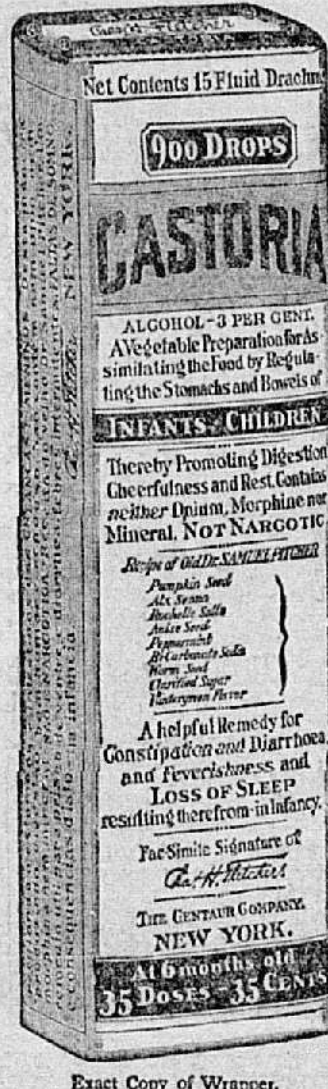 Net Contents 15 Fluid Drachm
900 DROPS
CASTORIA
ALCOHOL-3 PER CENT.
A Vegetable Preparation for As
similating the Food by Regula-
ting the Stomachs and Bowels of
INFANTS CHILDREN
Thereby Promoting Digestion
Cheerfulness and Rest. Contains
neither Opium, Morphine nor
Mineral. NOT NARCOTIC
Recipe of Old Dr. SAMUEL PITCHER
Pumpkin Seed
Alx Senna
Rochelle Salts
Anise Seed
Peppermint
Bi Carbonate Soda
Worm Seed
Clarified Sugar
Wintergreen Flavor
A helpful Remedy for
Constipation and Diarrhoea
and Feverishness and
LOSS OF SLEEP
resulting therefrom-in Infancy.
Fac-Simile Signature of
Chas. H. Fletcher.
THE CENTAUR COMPANY.
NEW YORK.
At 6 months old
35 DOSES - 35 CENTS
NEW YORK.
Exact Copy of Wrapper.